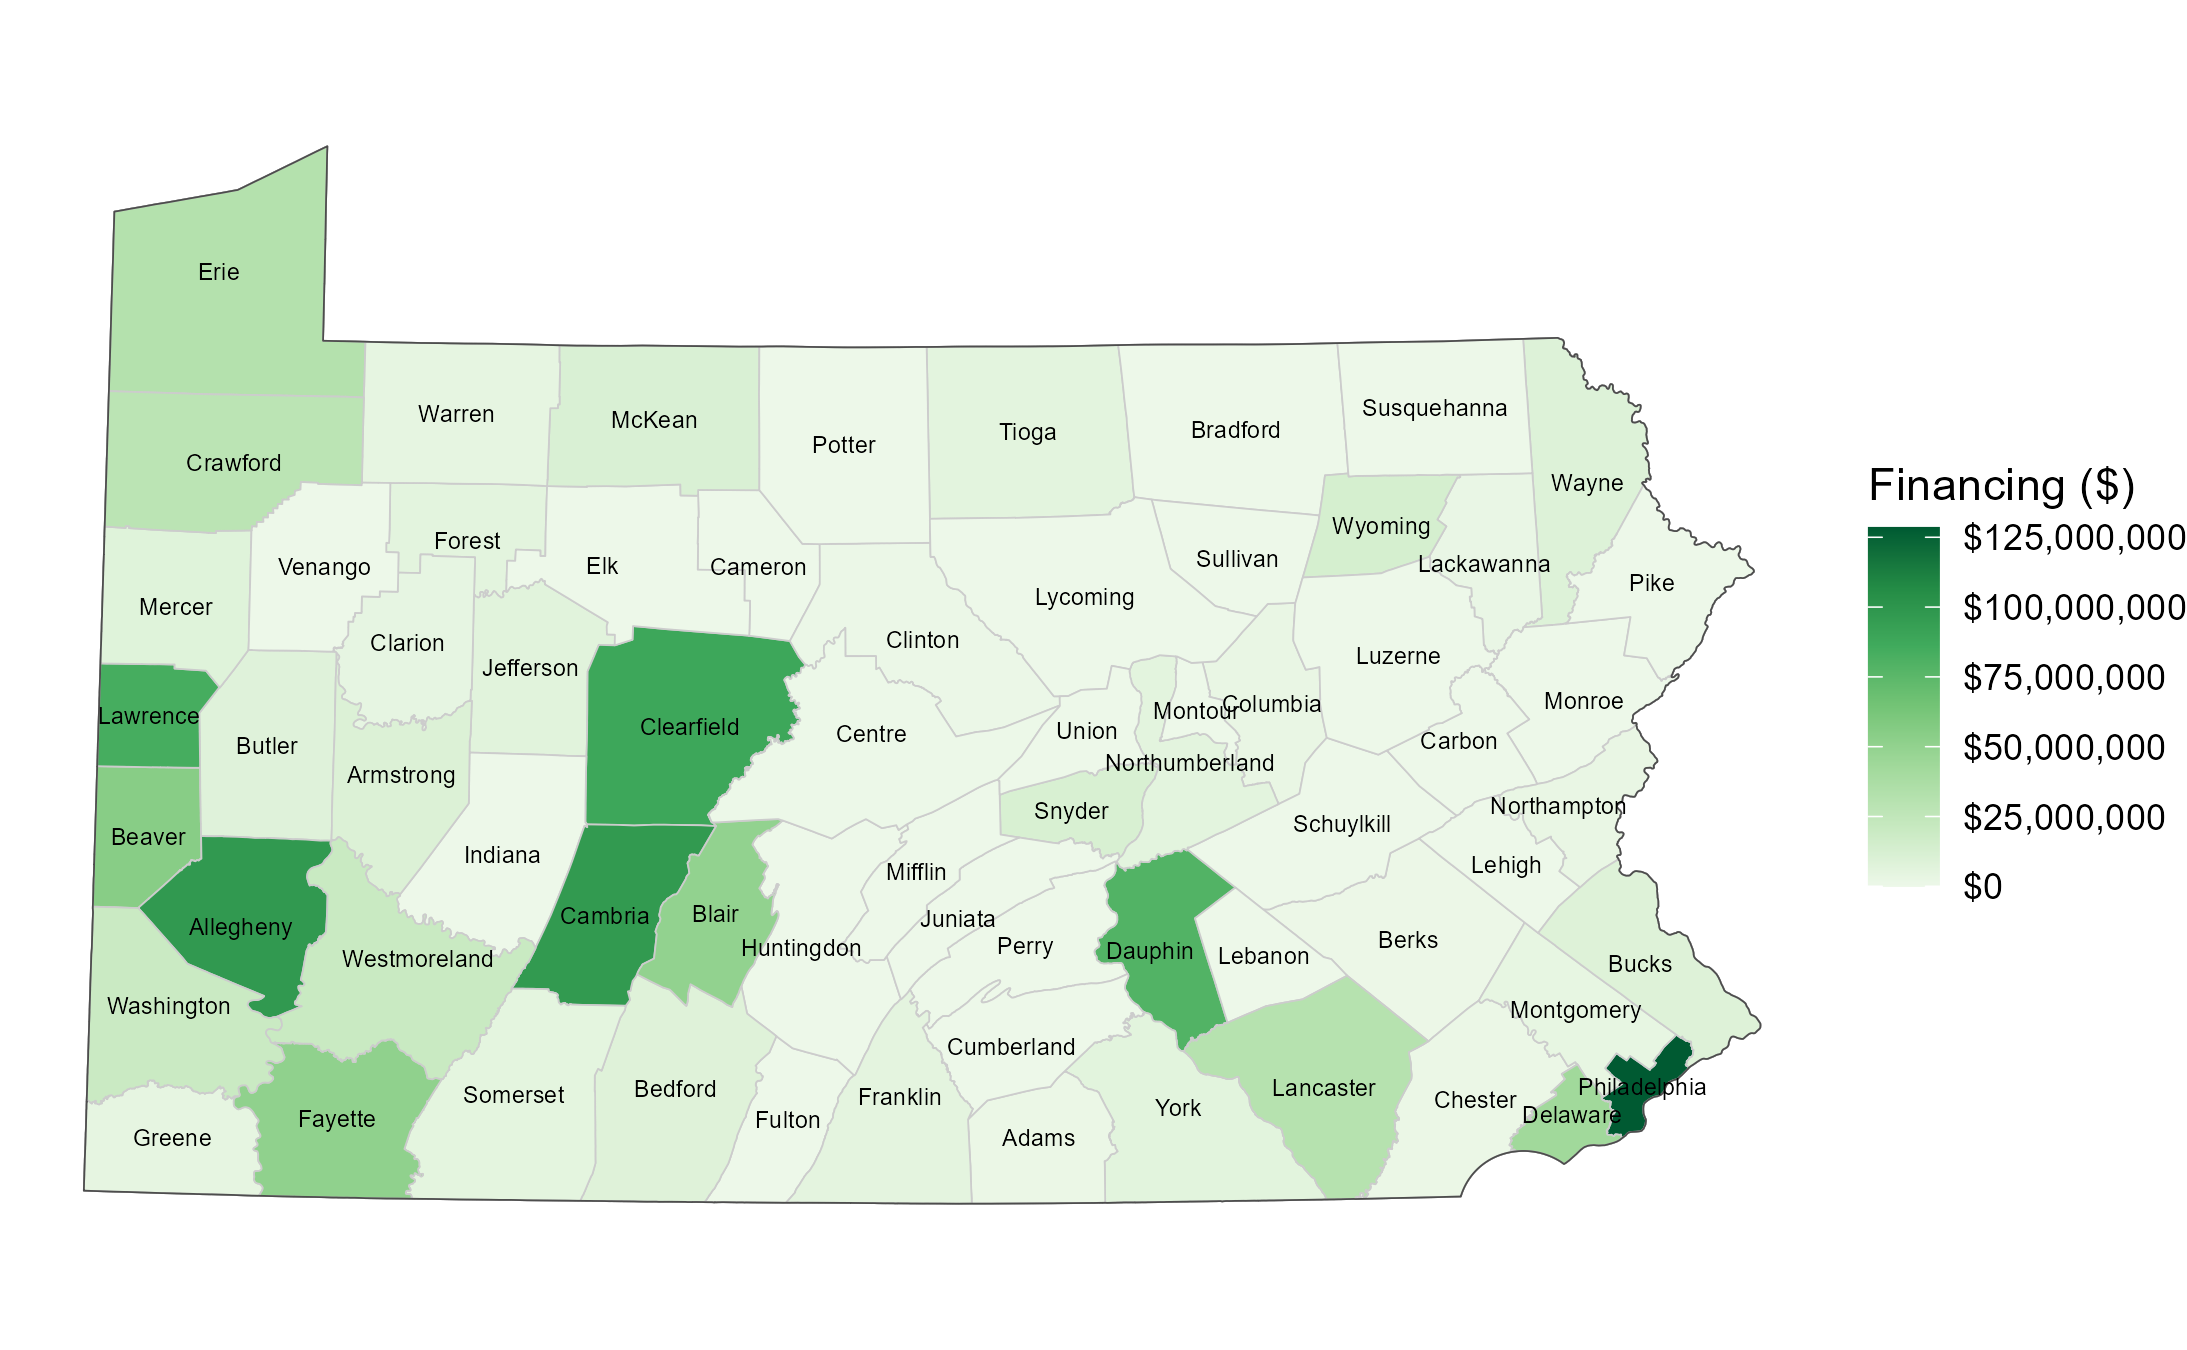 Erie
Warren
McKean
Susquehanna
Potter
Tioga
Bradford
Crawford
Wayne
Wyoming
Forest
Sullivan
Lackawanna
Venango
Elk
Cameron
Pike
Mercer
Lycoming
Clarion
Clinton
Luzerne
Jefferson
Monroe
Columbia
Montour
Lawrence
Clearfield
Centre
Union
Carbon
Butler
Northumberland
Armstrong
Northampton
Snyder
Schuylkill
Beaver
Indiana
Lehigh
Mifflin
Blair
Cambria
Juniata
Allegheny
Berks
Perry
Huntingdon
Dauphin
Lebanon
Westmoreland
Bucks
Washington
Montgomery
Cumberland
Philadelphia
Lancaster
Bedford
Somerset
Franklin
Chester
York
Delaware
Fayette
Fulton
Greene
Adams
Financing ($)
$125,000,000
$100,000,000
$75,000,000
$50,000,000
$25,000,000
$0